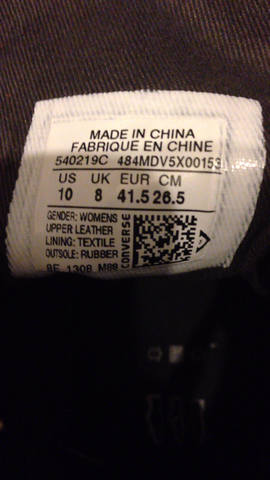 MADE IN CHINA
FABRIQUE EN CHINE
540219C 484MDV5X00153
US UK EUR CM
10 8 41.5 26.5
GENDER: WOMENS
UPPER LEATHER
LINING: TEXTILE
OUTSOLE: RUBBER
CONVERSE